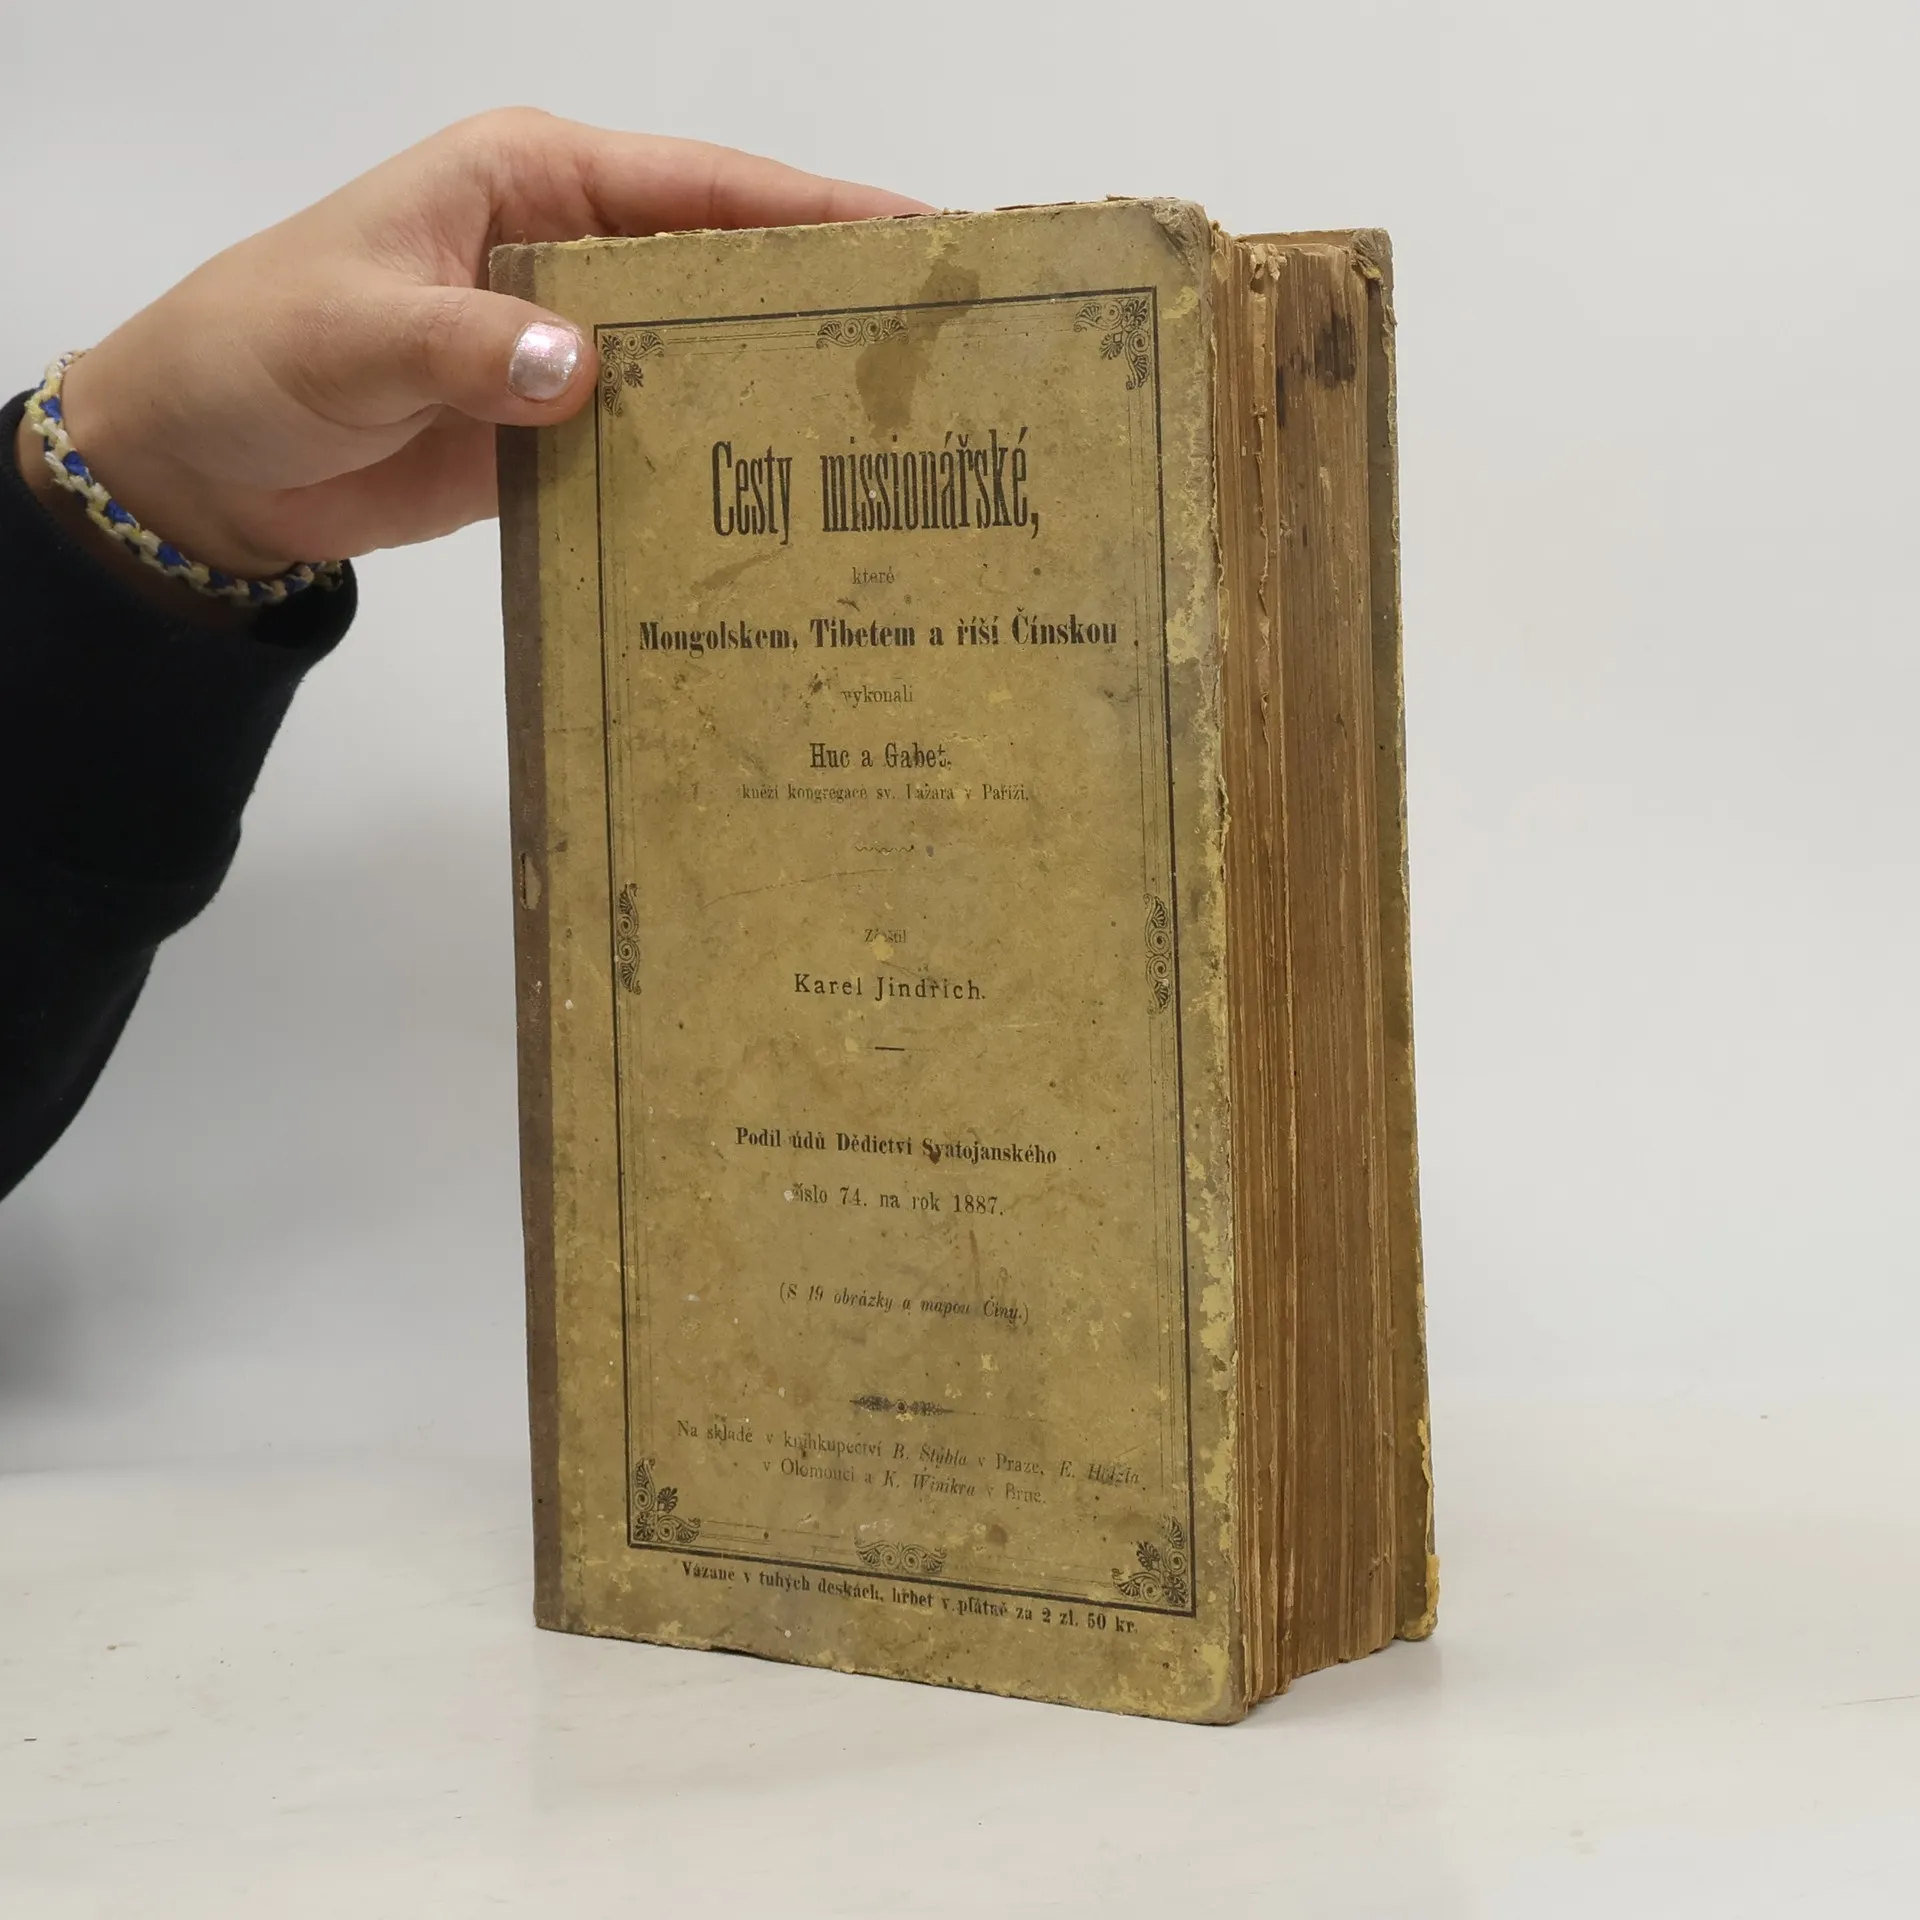 Cesty missionářské,
které
Mongolskem, Tibetem a říší Čínskou
vykonali
Huc a Gabet,
kněží kongregace sv. Lazara v Paříži.
Zčeštil
Karel Jindřich.
Podíl údů Dědictví Svatojanského
číslo 74. na rok 1887.
(S 19 obrázky a mapou Číny.)
Na skladě v knihkupectví B. Stýbla v Praze, E. Hölzla
v Olomouci a K. Winikra v Brně.
Vázané v tuhých deskách, hřbet v plátně za 2 zl. 50 kr.